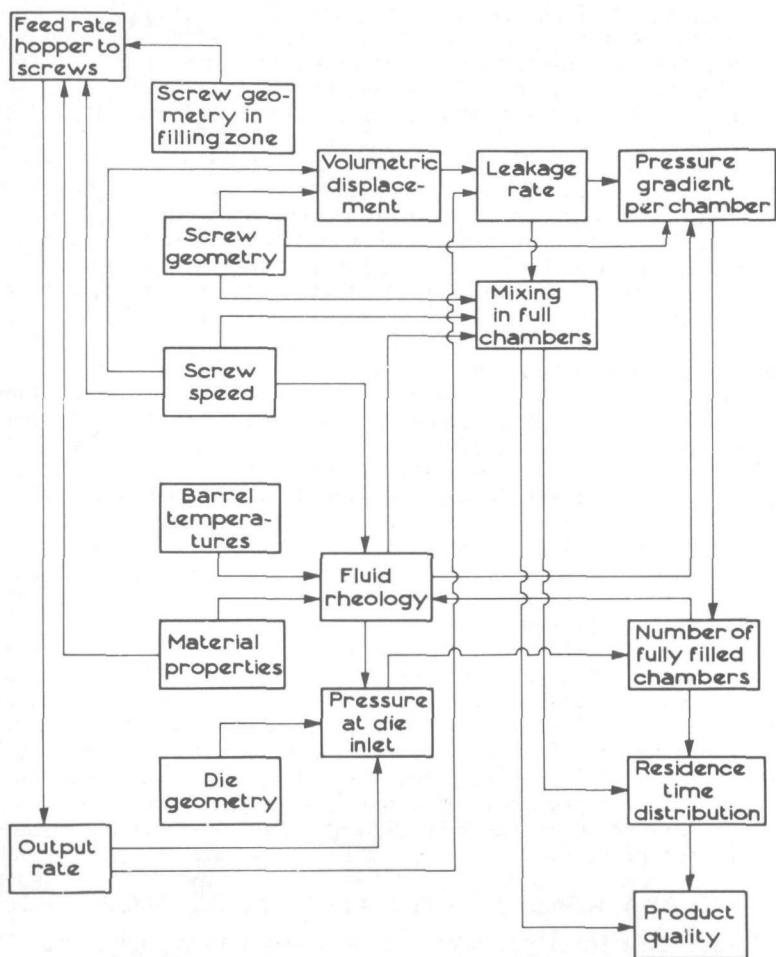 Feed rate
hopper to
screws
Screw geo-
metry in
filling zone
Volumetric
displace-
ment
Leakage
rate
Pressure
gradient
per chamber
Screw
geometry
Mixing
in full
chambers
Screw
speed
Barrel
tempera-
tures
Fluid
rheology
Material
properties
Number of
fully filled
chambers
Pressure
at die
inlet
Die
geometry
Residence
time
distribution
Output
rate
Product
quality